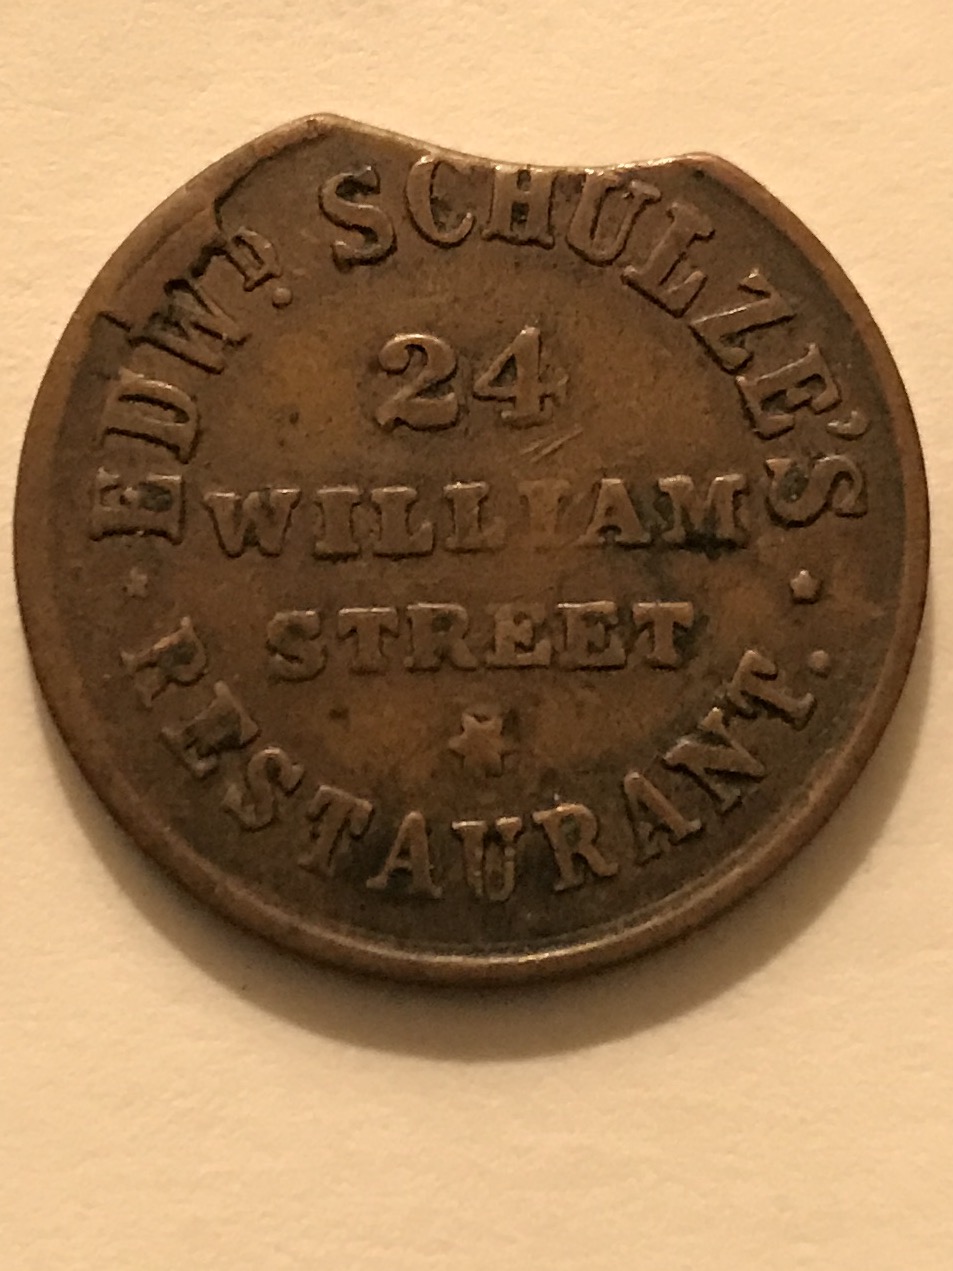 EDWD. SCHULZE'S
24
WILLIAM
STREET
RESTAURANT.